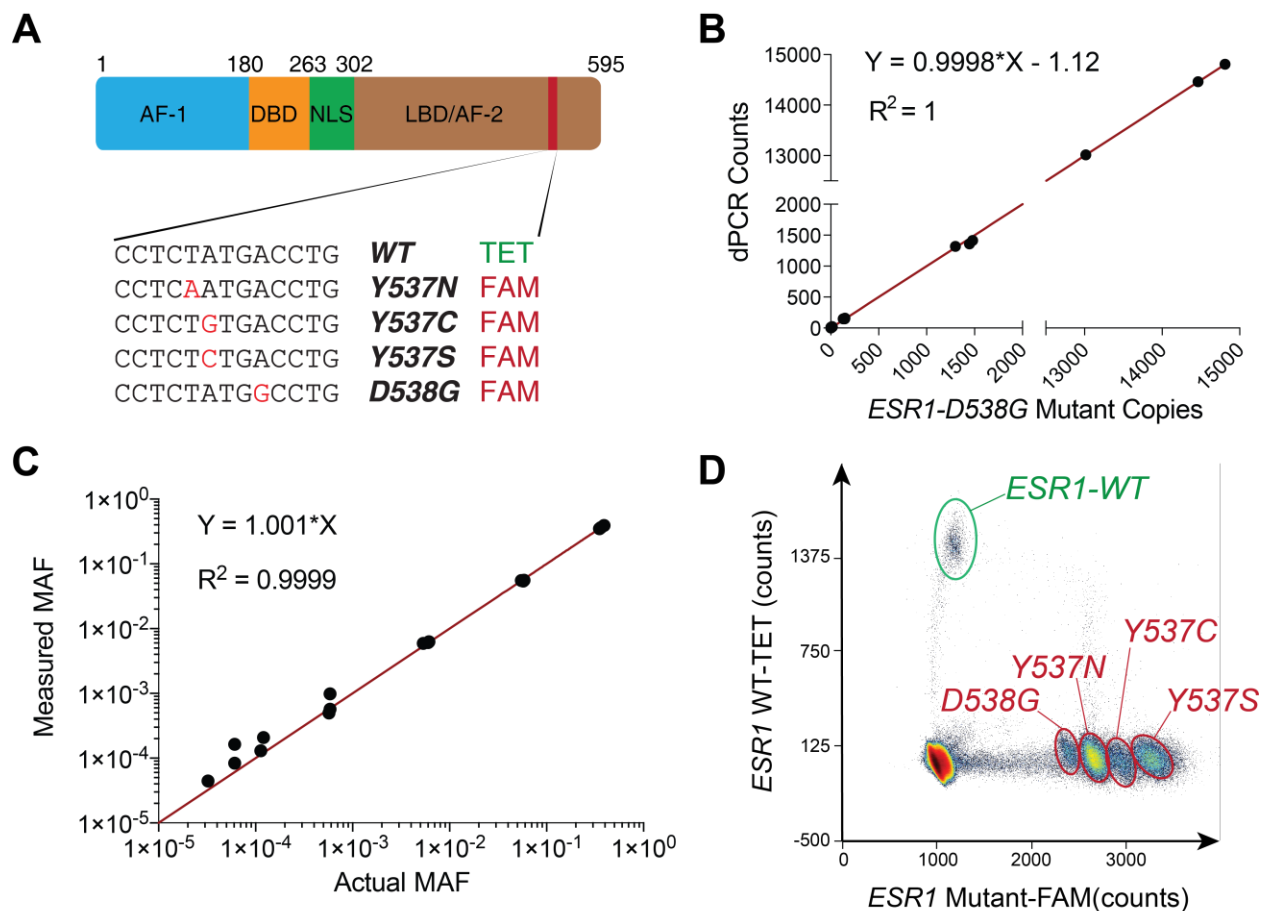 A
1 180 263 302 595
AF-1 DBD NLS LBD/AF-2
CCTCTATGACCTG WT TET
CCTCAATGACCTG Y537N FAM
CCTCTGTGACCTG Y537C FAM
CCTCTCTGACCTG Y537S FAM
CCTCTATGGCCTG D538G FAM
B
Y = 0.9998*X - 1.12
R² = 1
dPCR Counts
15000
14000
13000
2000
1500
1000
500
0
0 500 1000 1500 2000 13000 14000 15000
ESR1-D538G Mutant Copies
C
Y = 1.001*X
R² = 0.9999
Measured MAF
1×10⁰
1×10⁻¹
1×10⁻²
1×10⁻³
1×10⁻⁴
1×10⁻⁵
1×10⁻⁵ 1×10⁻⁴ 1×10⁻³ 1×10⁻² 1×10⁻¹ 1×10⁰
Actual MAF
D
ESR1-WT
ESR1 WT-TET (counts)
1375
750
125
-500
Y537C
Y537N
D538G
Y537S
0 1000 2000 3000
ESR1 Mutant-FAM(counts)